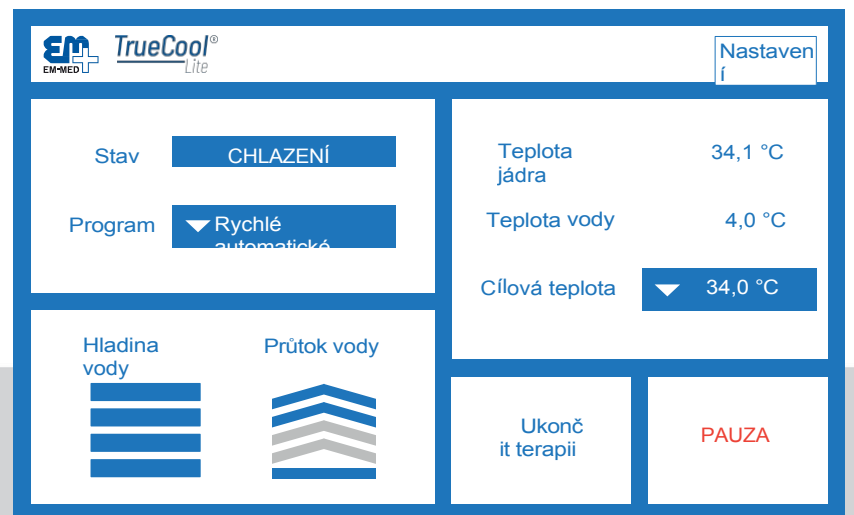 EM-MED
TrueCool®
Lite
Nastaven
í
Stav
CHLAZENÍ
Program
Rychlé
automatické
Teplota
jádra
34,1 °C
Teplota vody
4,0 °C
Cílová teplota
34,0 °C
Hladina
vody
Průtok vody
Ukonč
it terapii
PAUZA